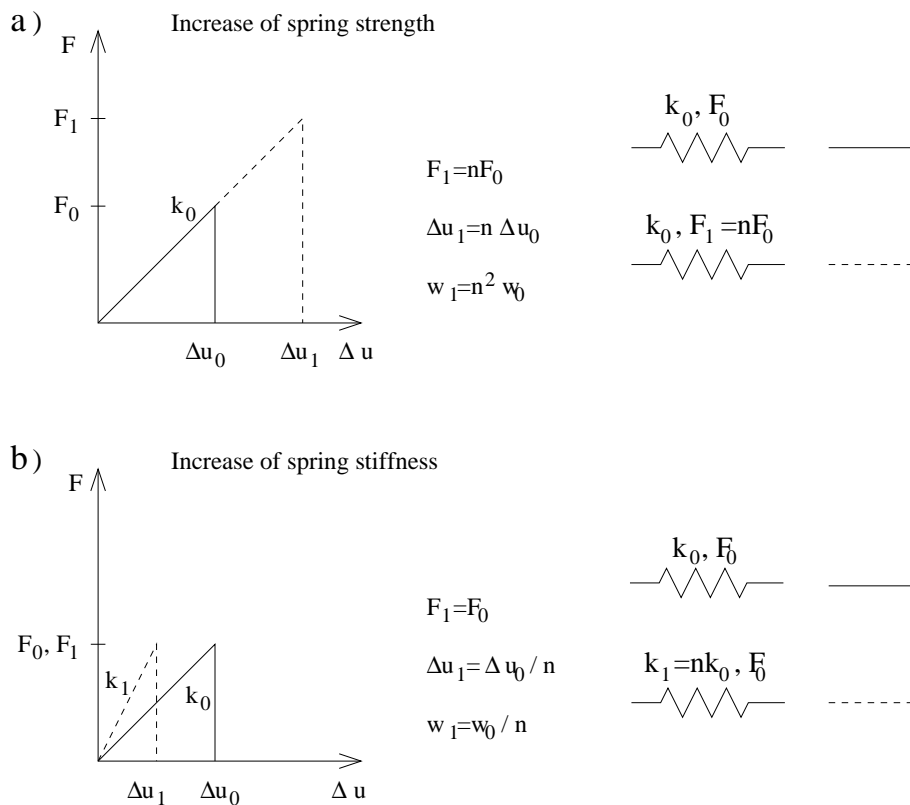 a) Increase of spring strength
F
F₁
F₀
k₀
Δu₀ Δu₁ Δ u
F₁=nF₀
Δu₁=n Δu₀
w₁=n² w₀
k₀, F₀
k₀, F₁ =nF₀
b) Increase of spring stiffness
F
F₀, F₁
k₁
k₀
Δu₁ Δu₀ Δ u
F₁=F₀
Δu₁= Δ u₀ / n
w₁=w₀ / n
k₀, F₀
k₁=nk₀ , F₀